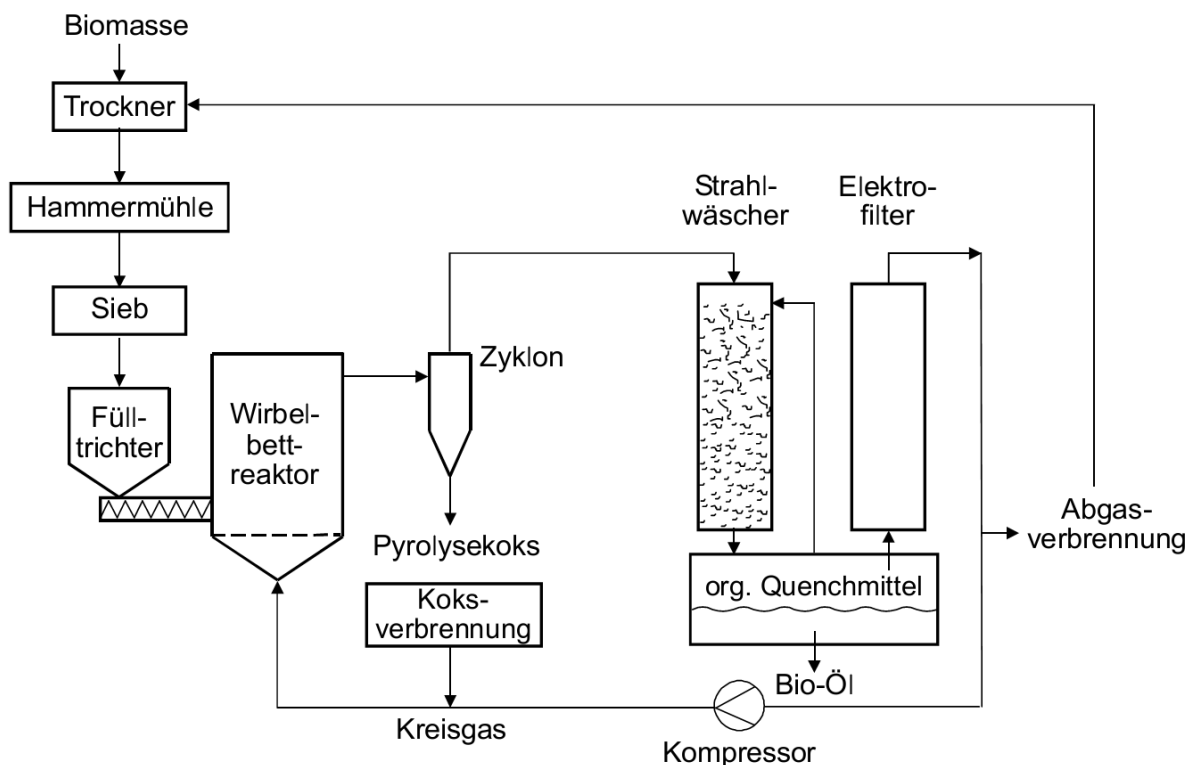 Biomasse
Trockner
Hammermühle
Sieb
Füll-
trichter
Wirbel-
bett-
reaktor
Zyklon
Pyrolysekoks
Koks-
verbrennung
Kreisgas
Strahl-
wäscher
Elektro-
filter
org. Quenchmittel
Bio-Öl
Kompressor
Abgas-
verbrennung